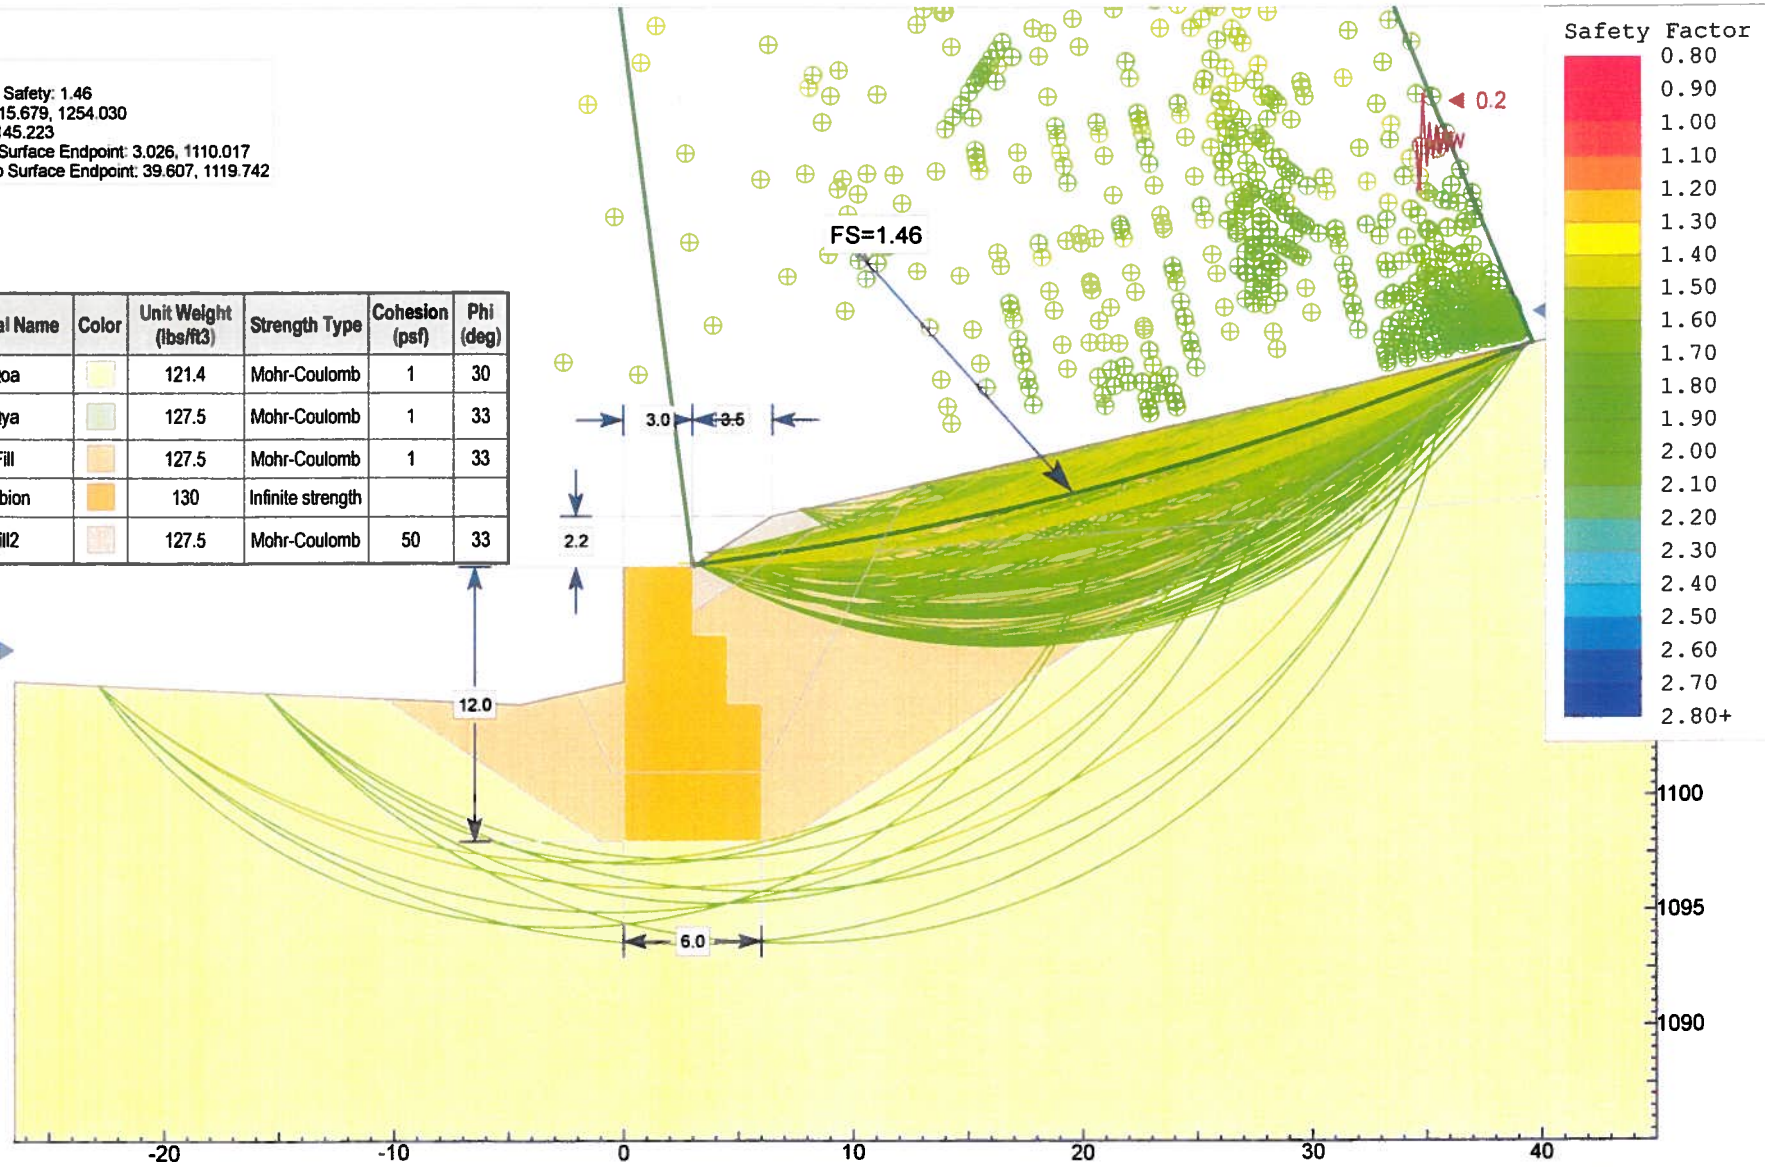 Safety: 1.46
15.679, 1254.030
45.223
Surface Endpoint: 3.026, 1110.017
Surface Endpoint: 39.607, 1119.742
Name Color Unit Weight (lbs/ft3) Strength Type Cohesion (psf) Phi (deg)
121.4 Mohr-Coulomb 1 30
127.5 Mohr-Coulomb 1 33
Fill 127.5 Mohr-Coulomb 1 33
130 Infinite strength
127.5 Mohr-Coulomb 50 33
FS=1.46
0.2
3.0
3.5
2.2
12.0
6.0
Safety Factor
0.80
0.90
1.00
1.10
1.20
1.30
1.40
1.50
1.60
1.70
1.80
1.90
2.00
2.10
2.20
2.30
2.40
2.50
2.60
2.70
2.80+
1100
1095
1090
-20 -10 0 10 20 30 40